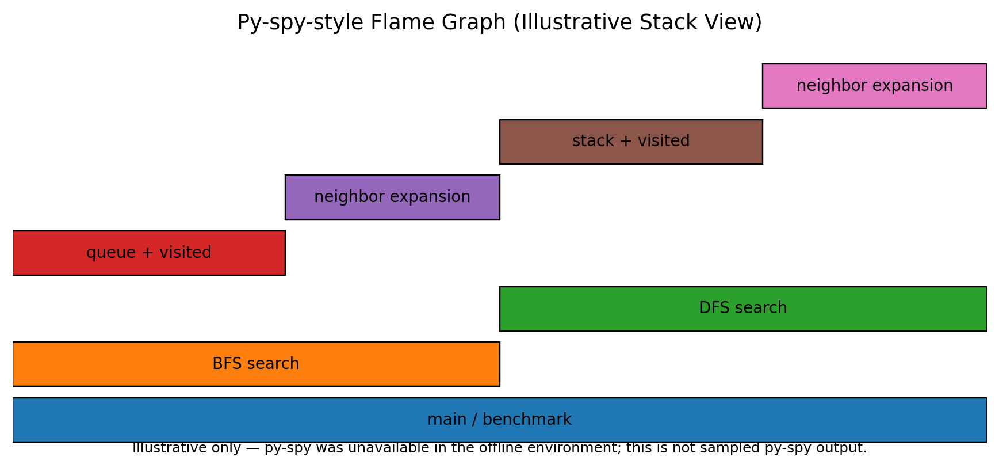 Py-spy-style Flame Graph (Illustrative Stack View)
neighbor expansion
stack + visited
neighbor expansion
queue + visited
DFS search
BFS search
main / benchmark
Illustrative only — py-spy was unavailable in the offline environment; this is not sampled py-spy output.